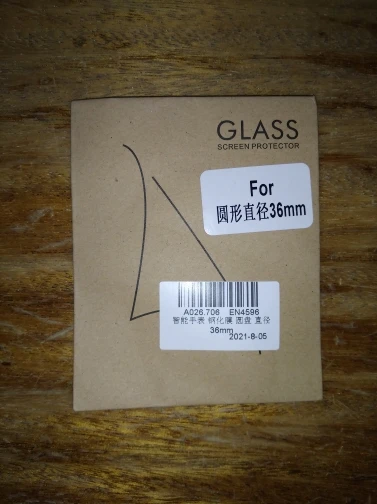 GLASS
SCREEN PROTECTOR
For
圆形直径36mm
A026.706 EN4596
智能手表 钢化膜 圆盘 直径
36mm
2021-8-05